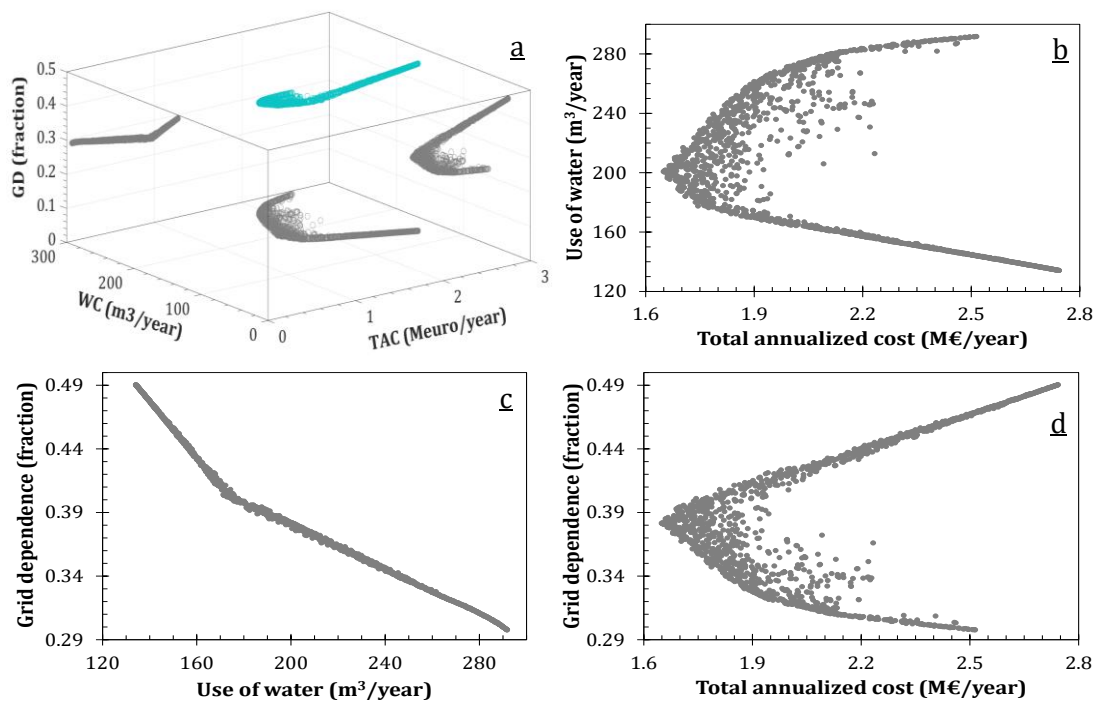 a
0.5
0.4
0.3
0.2
0.1
0
GD (fraction)
300
200
100
0
WC (m3/year)
0
1
2
3
TAC (Meuro/year)
b
280
240
200
160
120
Use of water (m³/year)
1.6 1.9 2.2 2.5 2.8
Total annualized cost (M€/year)
c
0.49
0.44
0.39
0.34
0.29
Grid dependence (fraction)
120 160 200 240 280
Use of water (m³/year)
d
0.49
0.44
0.39
0.34
0.29
Grid dependence (fraction)
1.6 1.9 2.2 2.5 2.8
Total annualized cost (M€/year)